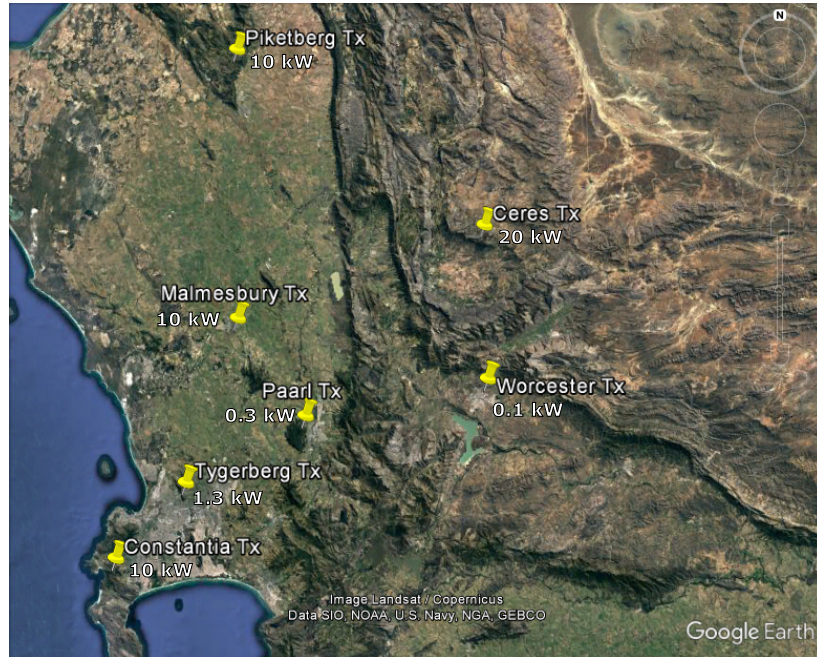 N
Piketberg Tx
10 kW
Ceres Tx
20 kW
Malmesbury Tx
10 kW
Worcester Tx
0.1 kW
Paarl Tx
0.3 kW
Tygerberg Tx
1.3 kW
Constantia Tx
10 kW
Image Landsat / Copernicus
Data SIO, NOAA, U.S. Navy, NGA, GEBCO
Google Earth